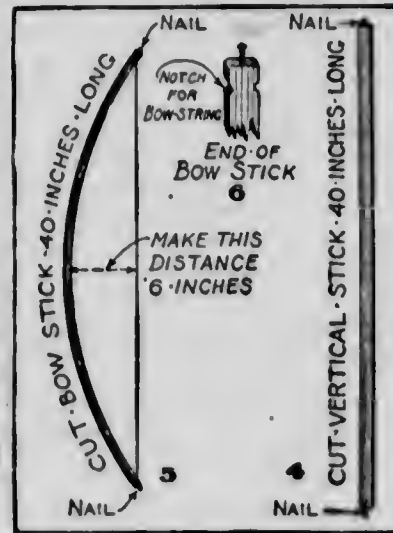 NAIL
NAIL
NOTCH
FOR
BOW-STRING
END·OF
BOW STICK
6
MAKE THIS
DISTANCE
6·INCHES
CUT·BOW STICK·40·INCHES·LONG
CUT·VERTICAL·STICK·40·INCHES·LONG
5
4
NAIL
NAIL